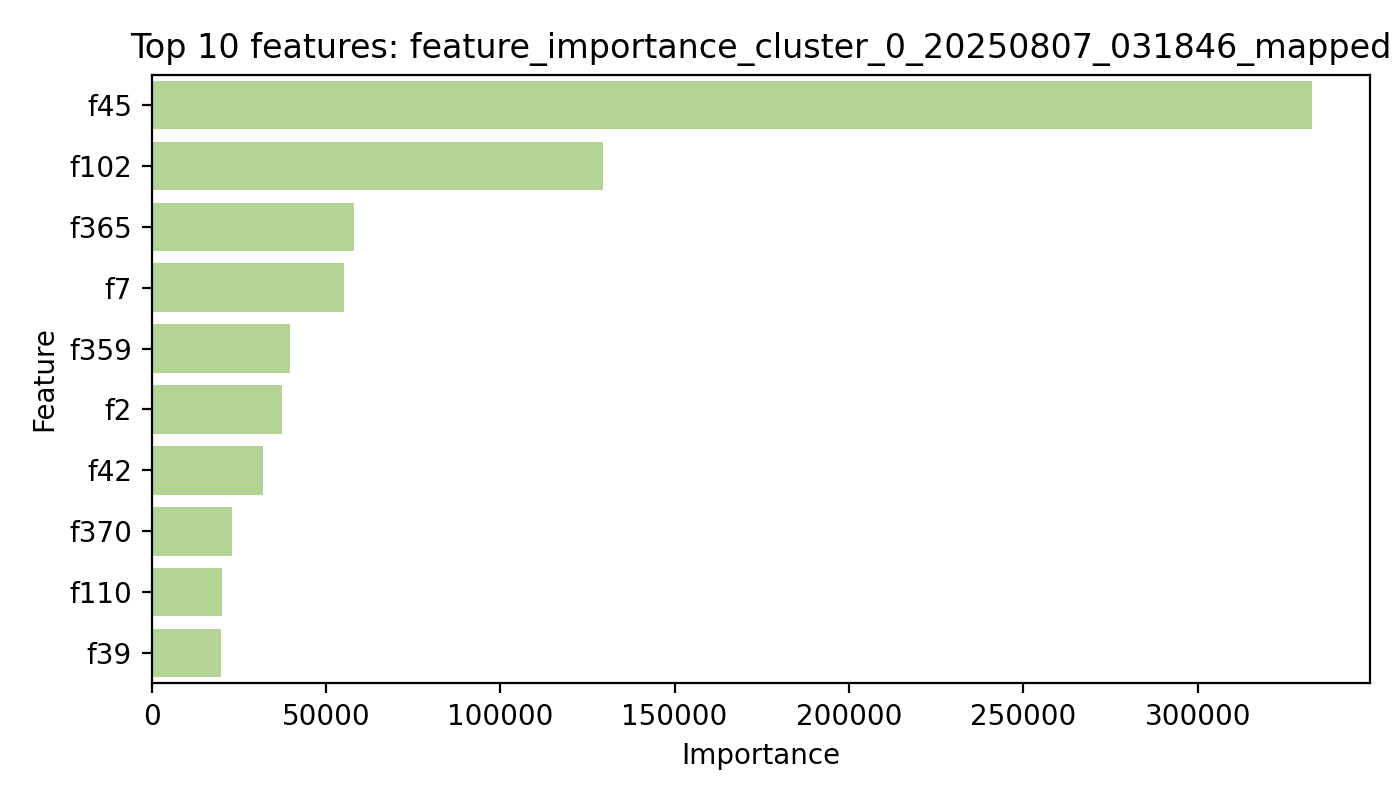 Top 10 features: feature_importance_cluster_0_20250807_031846_mapped
f45
f102
f365
f7
f359
f2
f42
f370
f110
f39
Feature
0 50000 100000 150000 200000 250000 300000
Importance